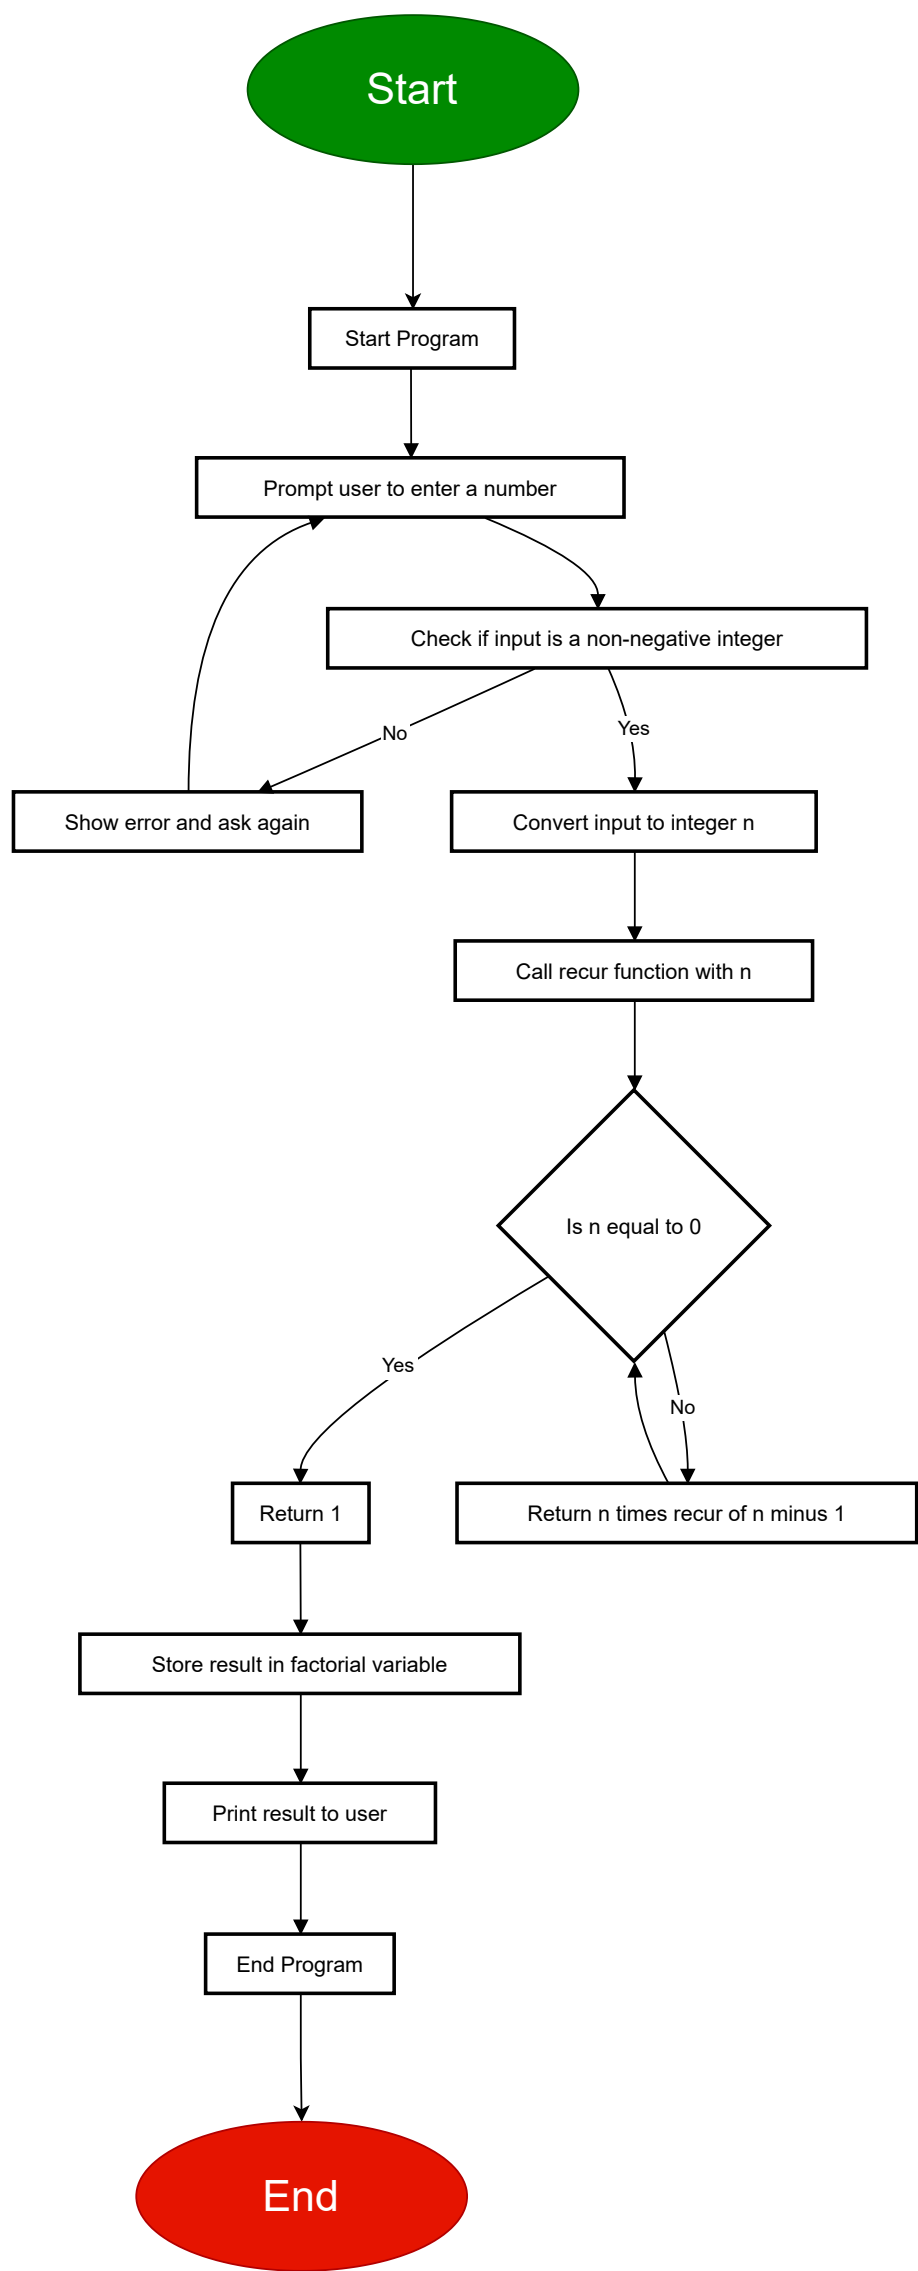 Start
Start Program
Prompt user to enter a number
Check if input is a non-negative integer
No
Yes
Show error and ask again
Convert input to integer n
Call recur function with n
Is n equal to 0
Yes
No
Return 1
Return n times recur of n minus 1
Store result in factorial variable
Print result to user
End Program
End